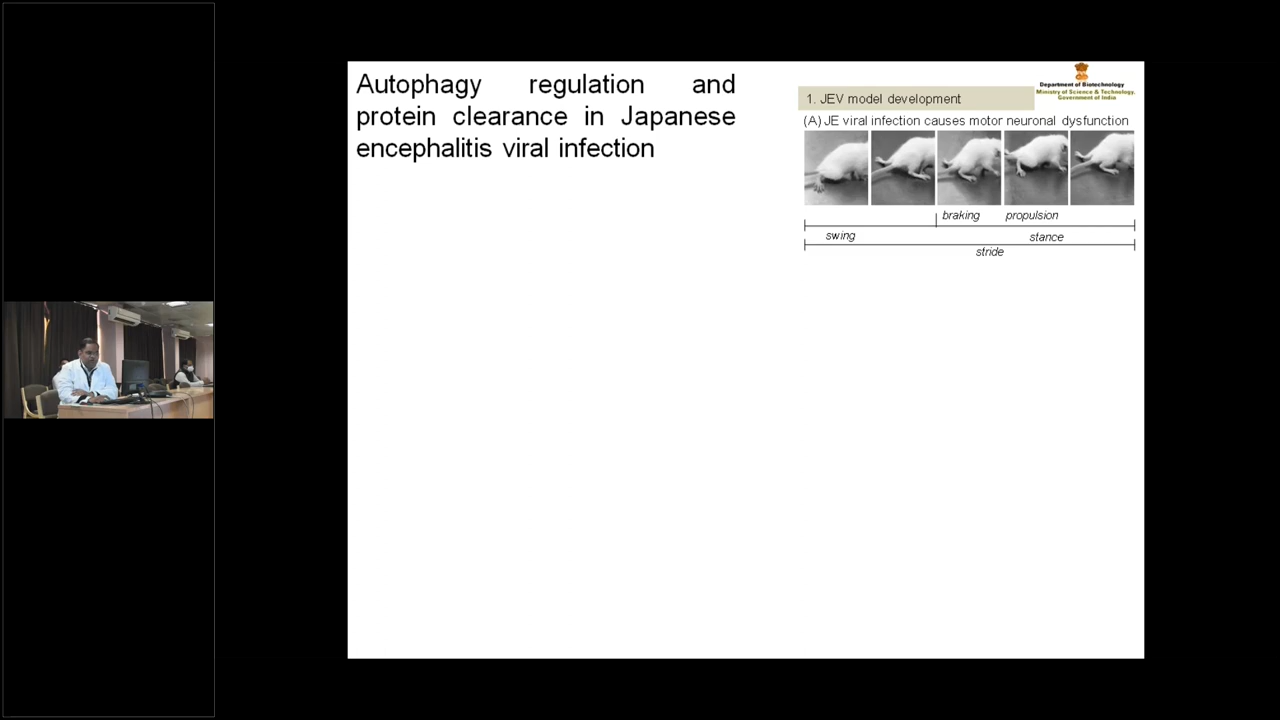 Autophagy regulation and
protein clearance in Japanese
encephalitis viral infection
Department of Biotechnology
Ministry of Science & Technology,
Government of India
1. JEV model development
(A) JE viral infection causes motor neuronal dysfunction
braking propulsion
swing stance
stride